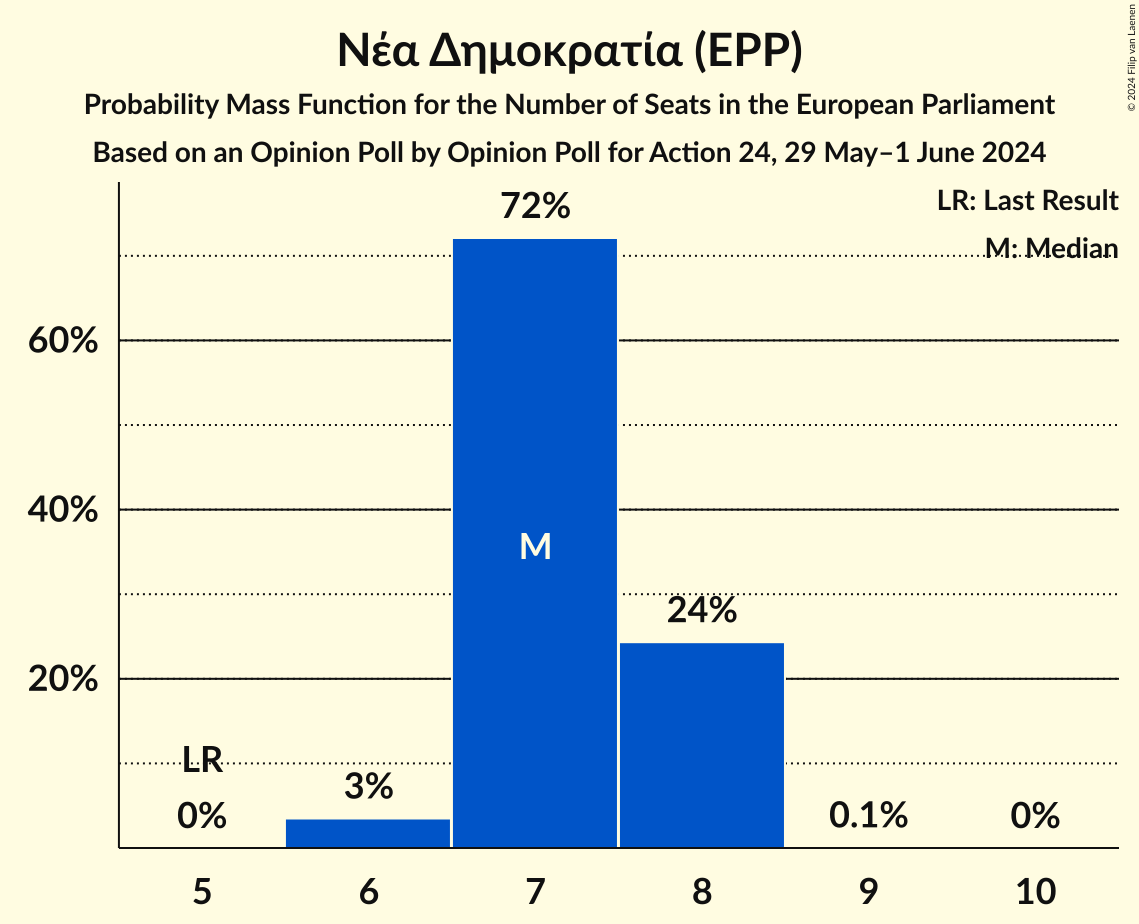 Νέα Δημοκρατία (EPP)
Probability Mass Function for the Number of Seats in the European Parliament
Based on an Opinion Poll by Opinion Poll for Action 24, 29 May–1 June 2024
© 2024 Filip van Laenen
LR: Last Result
M: Median
72%
60%
40%
M
24%
20%
LR
3%
0%
0.1%
0%
5 6 7 8 9 10